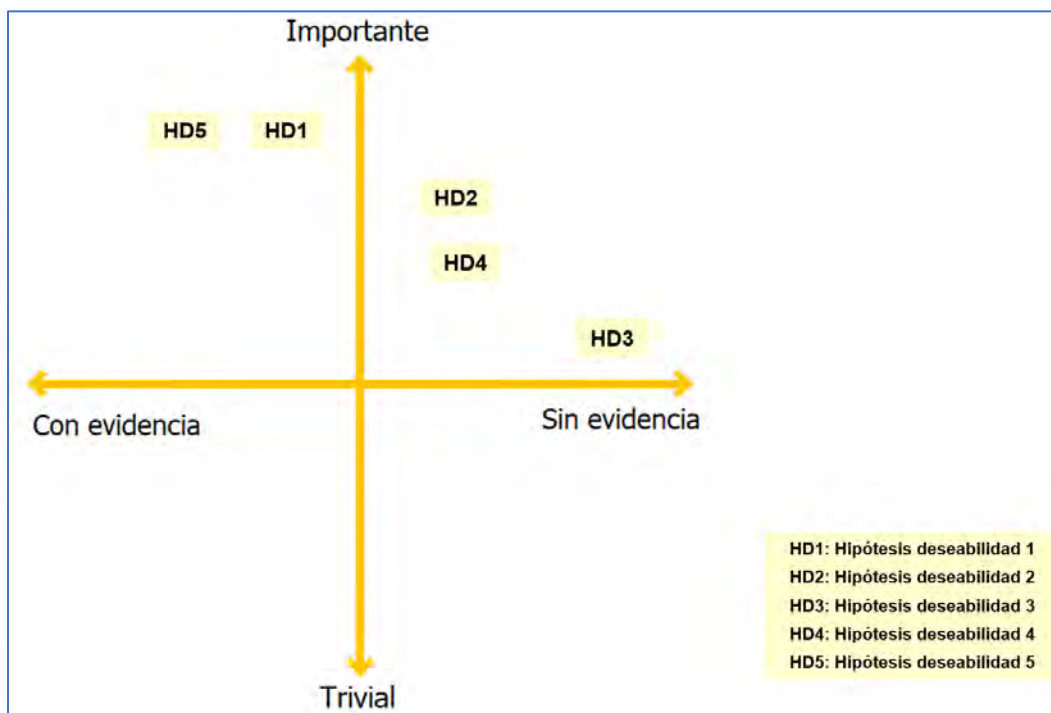 Importante
HD5 HD1
HD2
HD4
HD3
Con evidencia Sin evidencia
HD1: Hipótesis deseabilidad 1
HD2: Hipótesis deseabilidad 2
HD3: Hipótesis deseabilidad 3
HD4: Hipótesis deseabilidad 4
HD5: Hipótesis deseabilidad 5
Trivial